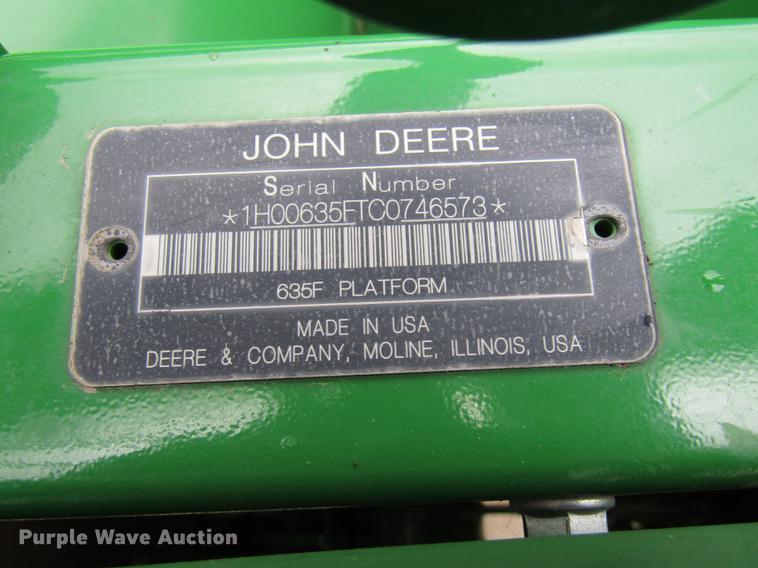 JOHN DEERE
Serial Number
*1H00635FTC0746573*
635F PLATFORM
MADE IN USA
DEERE & COMPANY, MOLINE, ILLINOIS, USA
Purple Wave Auction